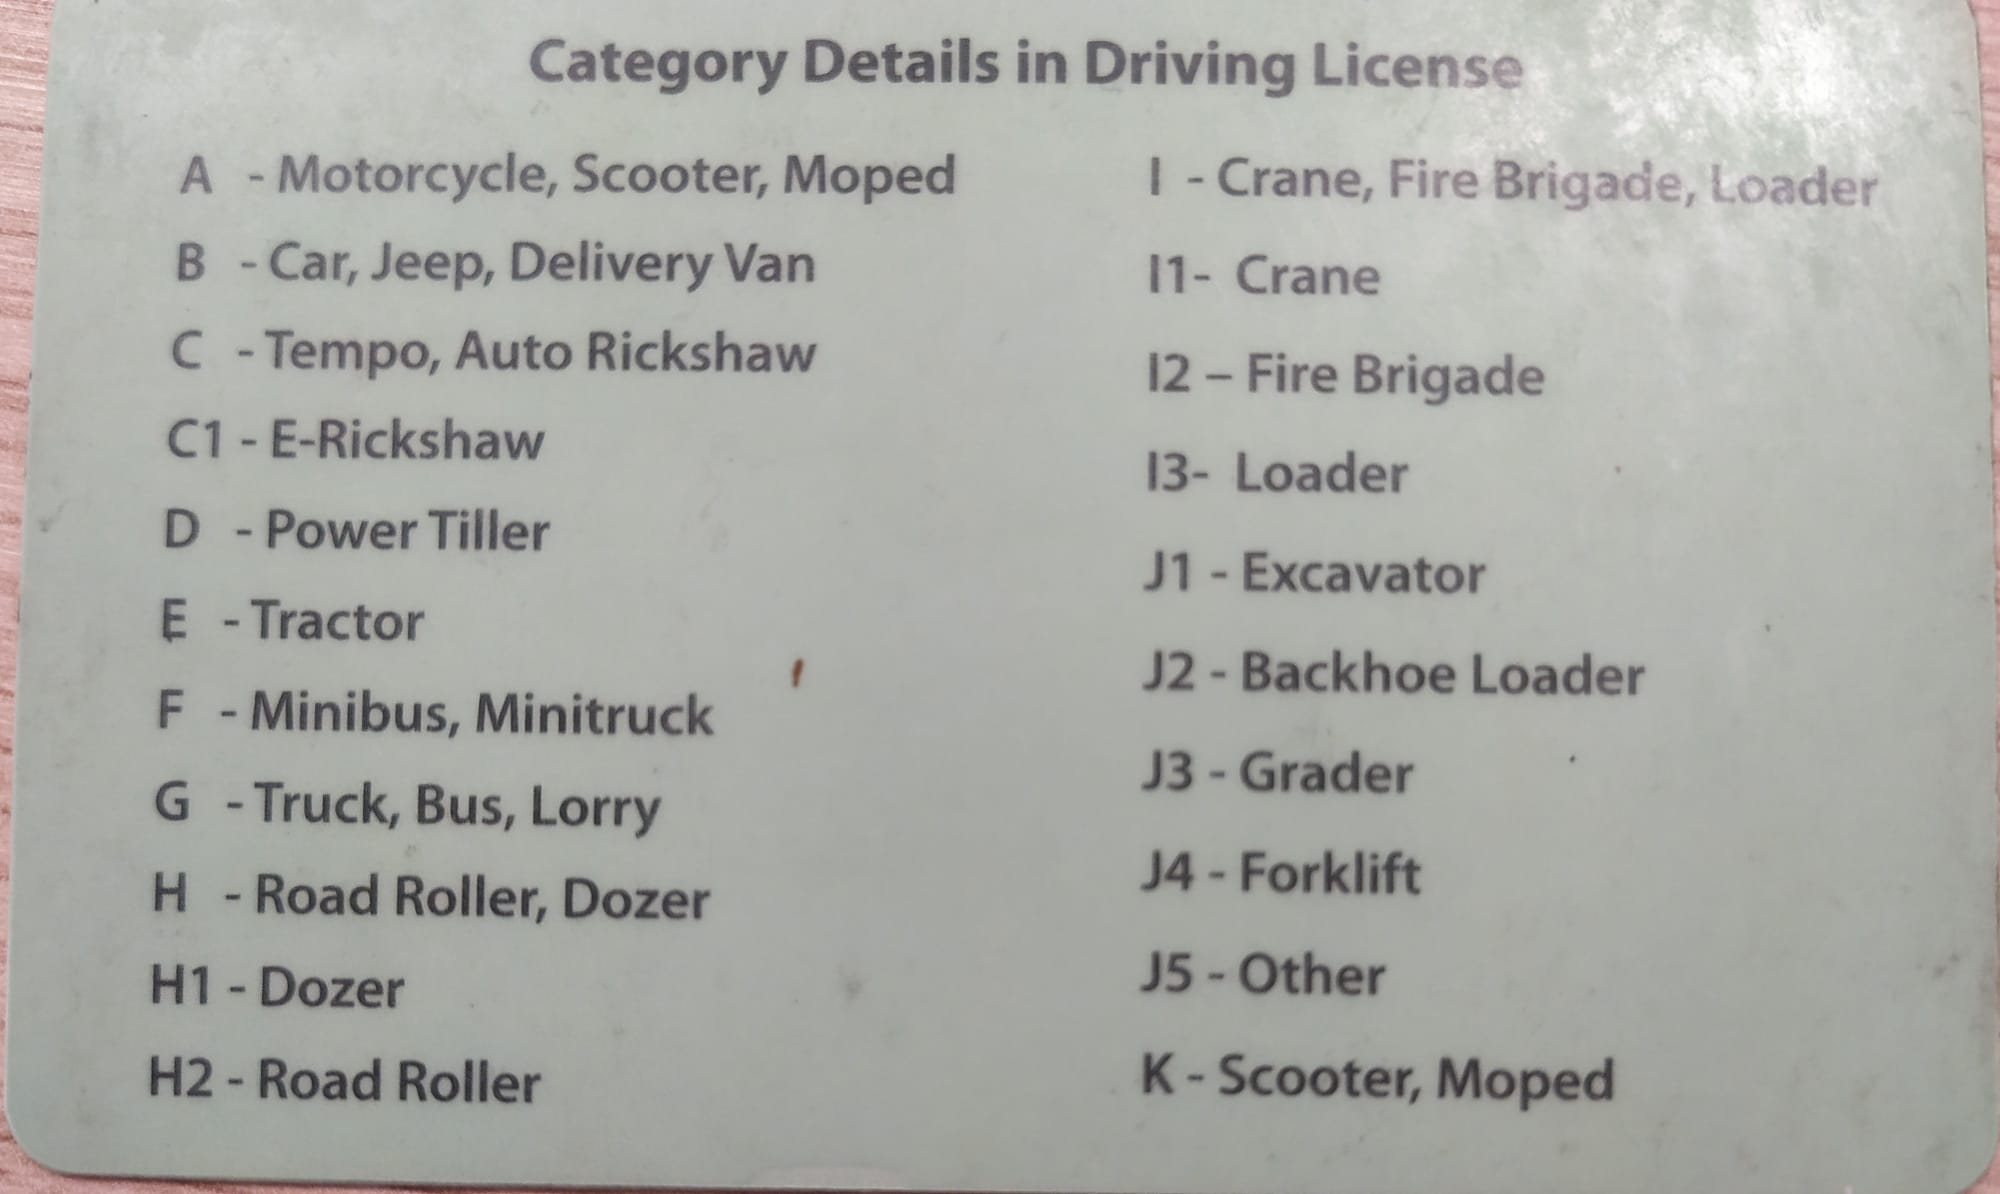 Category Details in Driving License
A - Motorcycle, Scooter, Moped
B - Car, Jeep, Delivery Van
C - Tempo, Auto Rickshaw
C1 - E-Rickshaw
D - Power Tiller
E - Tractor
F - Minibus, Minitruck
G - Truck, Bus, Lorry
H - Road Roller, Dozer
H1 - Dozer
H2 - Road Roller
I - Crane, Fire Brigade, Loader
I1- Crane
I2 – Fire Brigade
I3- Loader
J1 - Excavator
J2 - Backhoe Loader
J3 - Grader
J4 - Forklift
J5 - Other
K - Scooter, Moped